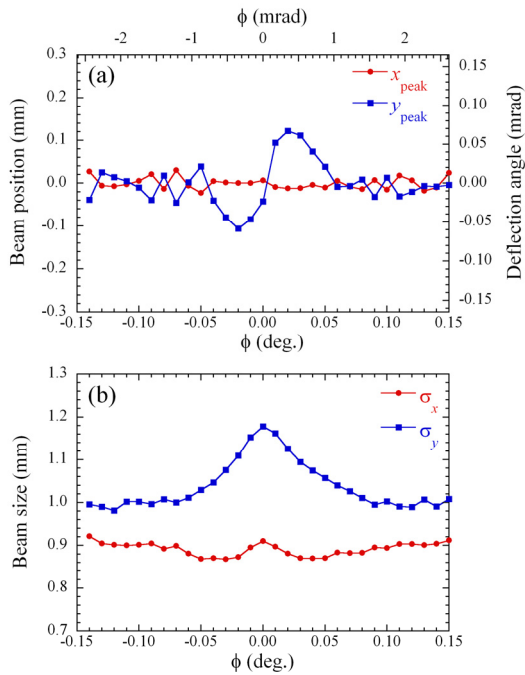 ϕ (mrad)
-2 -1 0 1 2
(a)
x peak
y peak
0.3
0.2
0.1
0.0
-0.1
-0.2
-0.3
Beam position (mm)
0.15
0.10
0.05
0.00
-0.05
-0.10
-0.15
Deflection angle (mrad)
-0.15 -0.10 -0.05 0.00 0.05 0.10 0.15
ϕ (deg.)
(b)
σx
σy
1.3
1.2
1.1
1.0
0.9
0.8
0.7
Beam size (mm)
-0.15 -0.10 -0.05 0.00 0.05 0.10 0.15
ϕ (deg.)